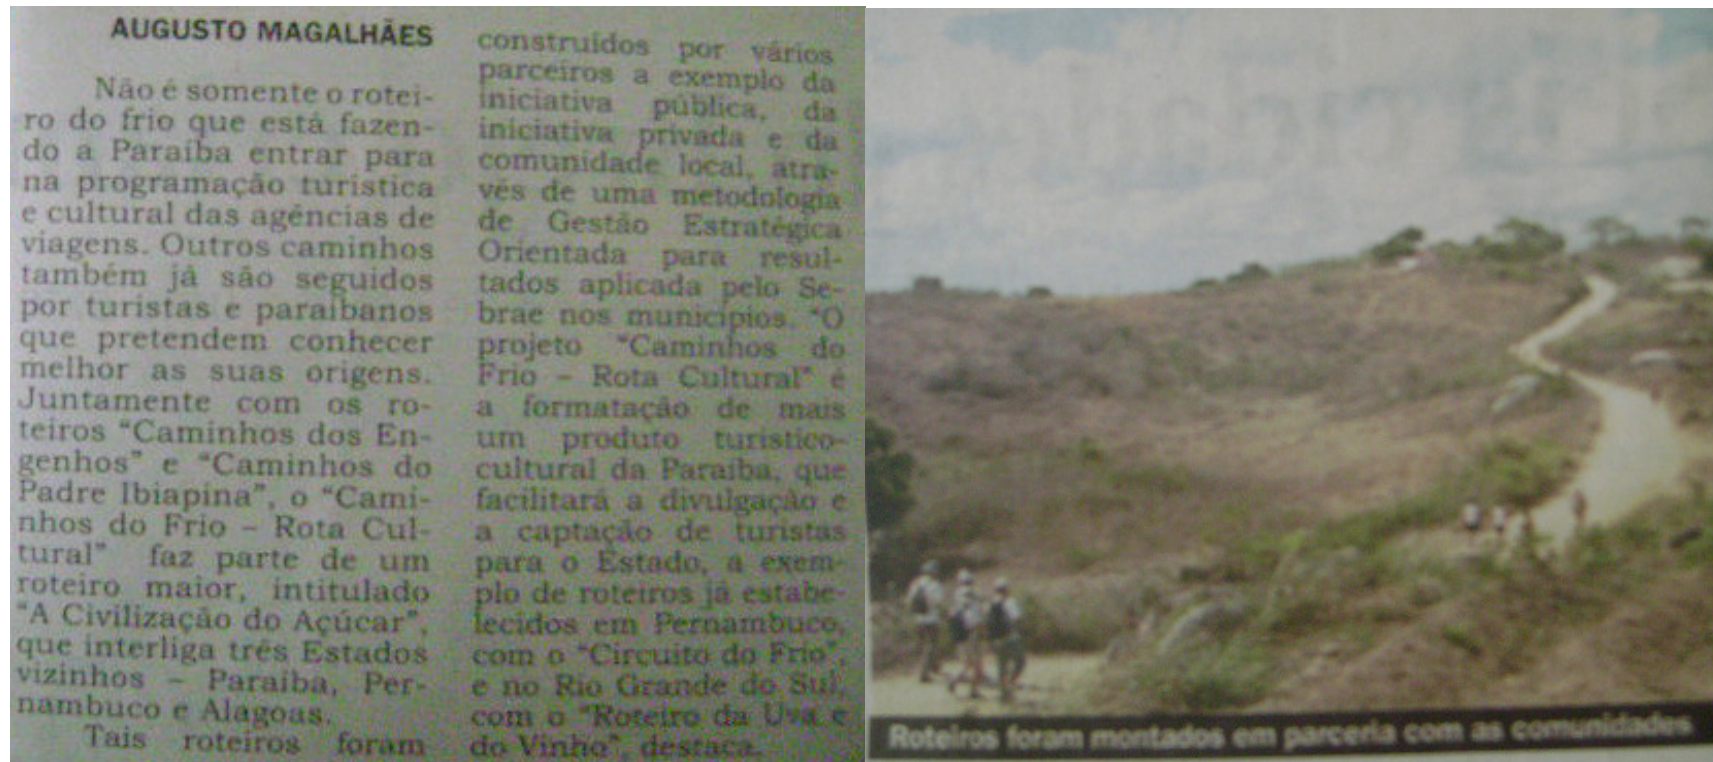 AUGUSTO MAGALHÃES
Não é somente o rotei-
ro do frio que está fazen-
do a Paraíba entrar para
na programação turística
e cultural das agências de
viagens. Outros caminhos
também já são seguidos
por turistas e paraibanos
que pretendem conhecer
melhor as suas origens.
Juntamente com os ro-
teiros “Caminhos dos En-
genhos” e “Caminhos do
Padre Ibiapina”, o “Cami-
nhos do Frio – Rota Cul-
tural” faz parte de um
roteiro maior, intitulado
“A Civilização do Açúcar”,
que interliga três Estados
vizinhos – Paraíba, Per-
nambuco e Alagoas.
Tais roteiros foram
construídos por vários
parceiros a exemplo da
iniciativa pública, da
iniciativa privada e da
comunidade local, atra-
vés de uma metodologia
de Gestão Estratégica
Orientada para resul-
tados aplicada pelo Se-
brae nos municípios. “O
projeto “Caminhos do
Frio – Rota Cultural” é
a formatação de mais
um produto turístico-
cultural da Paraíba, que
facilitará a divulgação e
a captação de turistas
para o Estado, a exem-
plo de roteiros já estabe-
lecidos em Pernambuco,
com o “Circuito do Frio”,
e no Rio Grande do Sul,
com o “Roteiro da Uva e
do Vinho”, destaca.
Roteiros foram montados em parceria com as comunidades